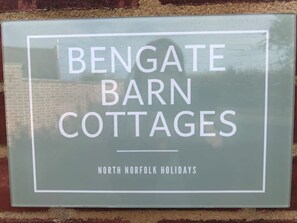 BENGATE
BARN
COTTAGES
NORTH NORFOLK HOLIDAYS